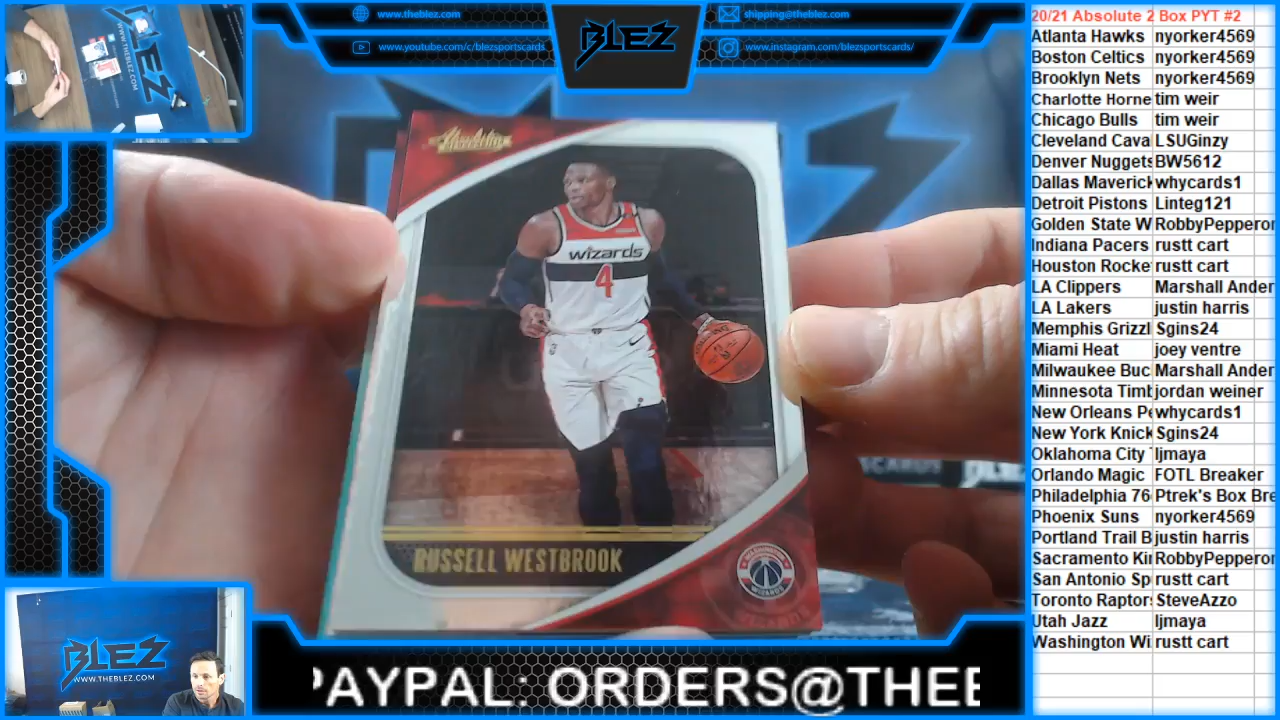 www.theblez.com
shipping@theblez.com
www.youtube.com/c/blezsportscards
www.instagram.com/blezsportscards/
BLEZ
BLEZ
Absolute
wizards
4
RUSSELL WESTBROOK
WASHINGTON
WIZARDS
BLEZ
WWW.THEBLEZ.COM
PAYPAL: ORDERS@THEE
20/21 Absolute 2 Box PYT #2
Atlanta Hawks nyorker4569
Boston Celtics nyorker4569
Brooklyn Nets nyorker4569
Charlotte Horne tim weir
Chicago Bulls tim weir
Cleveland Caval LSUGinzy
Denver Nuggets BW5612
Dallas Maverick whycards1
Detroit Pistons Linteg121
Golden State W RobbyPepperon
Indiana Pacers rustt cart
Houston Rocke rustt cart
LA Clippers Marshall Ander
LA Lakers justin harris
Memphis Grizzl Sgins24
Miami Heat joey ventre
Milwaukee Buc Marshall Ander
Minnesota Timb jordan weiner
New Orleans Pe whycards1
New York Knick Sgins24
Oklahoma City ljmaya
Orlando Magic FOTL Breaker
Philadelphia 76 Ptrek's Box Bre
Phoenix Suns nyorker4569
Portland Trail B justin harris
Sacramento Kin RobbyPepperon
San Antonio Sp rustt cart
Toronto Raptors SteveAzzo
Utah Jazz ljmaya
Washington Wi rustt cart